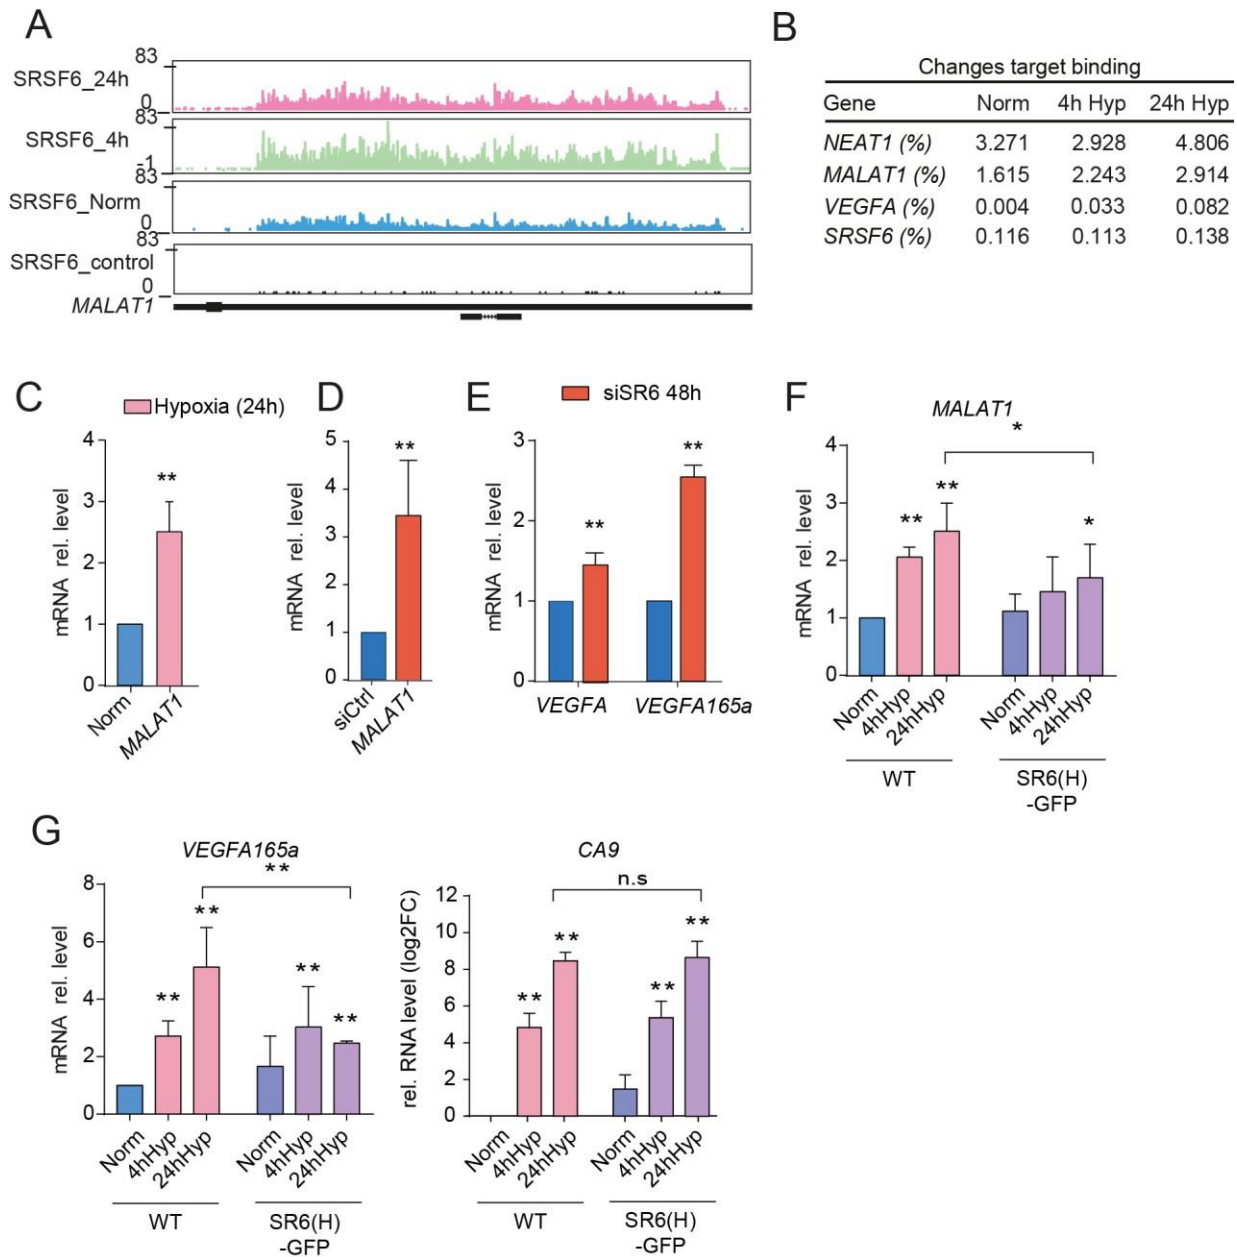 A
83
SRSF6_24h
0
SRSF6_4h
-1
83
SRSF6_Norm
0
83
SRSF6_control
0
MALAT1
B
Changes target binding
Gene Norm 4h Hyp 24h Hyp
NEAT1 (%) 3.271 2.928 4.806
MALAT1 (%) 1.615 2.243 2.914
VEGFA (%) 0.004 0.033 0.082
SRSF6 (%) 0.116 0.113 0.138
C
Hypoxia (24h)
mRNA rel. level
4
3
2
1
0
**
Norm
MALAT1
D
mRNA rel. level
5
4
3
2
1
0
**
siCtrl
MALAT1
E
siSR6 48h
mRNA rel. level
3
2
1
0
**
**
VEGFA
VEGFA165a
F
MALAT1
*
mRNA rel. level
4
3
2
1
0
**
**
*
Norm
4hHyp
24hHyp
Norm
4hHyp
24hHyp
WT
SR6(H)
-GFP
G
VEGFA165a
**
mRNA rel. level
8
6
4
2
0
**
**
**
**
Norm
4hHyp
24hHyp
Norm
4hHyp
24hHyp
WT
SR6(H)
-GFP
CA9
n.s
rel. RNA level (log2FC)
12
10
8
6
4
2
0
**
**
**
**
Norm
4hHyp
24hHyp
Norm
4hHyp
24hHyp
WT
SR6(H)
-GFP